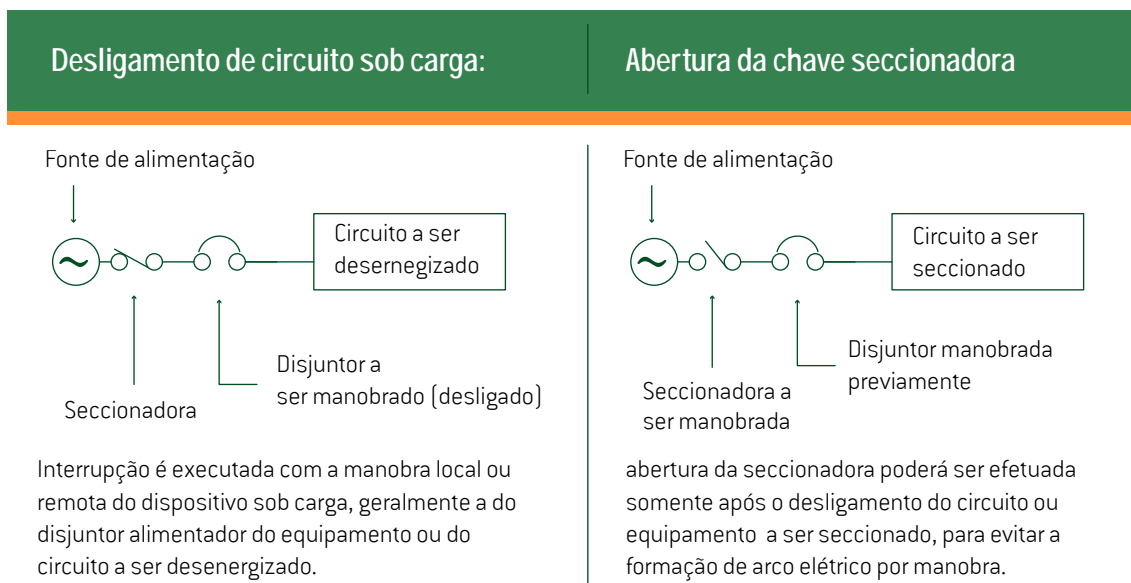 Desligamento de circuito sob carga:
Fonte de alimentação
~
Circuito a ser
desernegizado
Disjuntor a
ser manobrado (desligado)
Seccionadora
Interrupção é executada com a manobra local ou
remota do dispositivo sob carga, geralmente a do
disjuntor alimentador do equipamento ou do
circuito a ser desenergizado.
Abertura da chave seccionadora
Fonte de alimentação
~
Circuito a ser
seccionado
Disjuntor manobrada
previamente
Seccionadora a
ser manobrada
abertura da seccionadora poderá ser efetuada
somente após o desligamento do circuito ou
equipamento a ser seccionado, para evitar a
formação de arco elétrico por manobra.